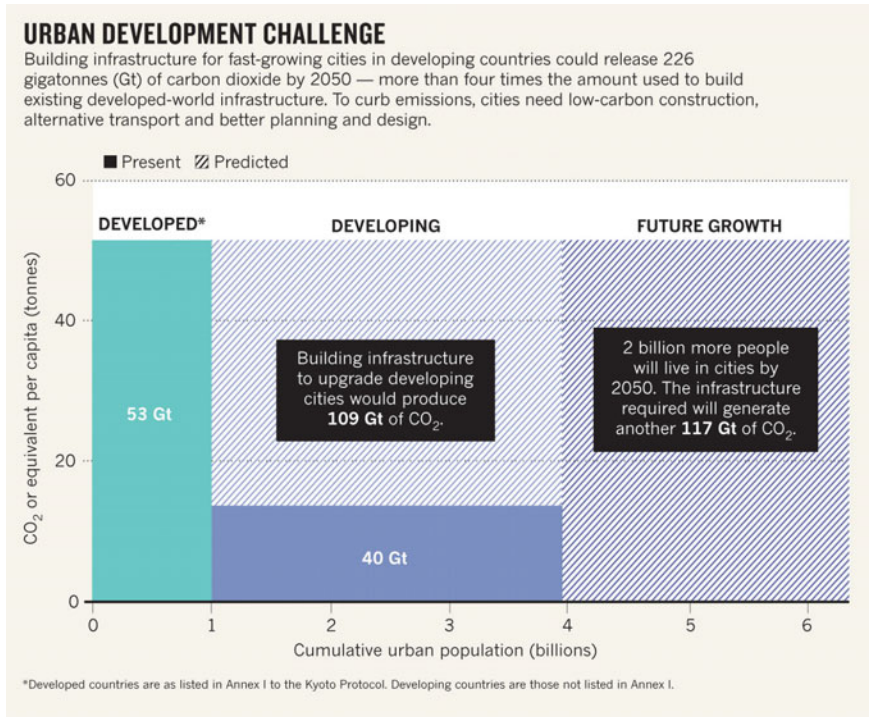 URBAN DEVELOPMENT CHALLENGE
Building infrastructure for fast-growing cities in developing countries could release 226
gigatonnes (Gt) of carbon dioxide by 2050 — more than four times the amount used to build
existing developed-world infrastructure. To curb emissions, cities need low-carbon construction,
alternative transport and better planning and design.
Present Predicted
60
DEVELOPED* DEVELOPING FUTURE GROWTH
CO₂ or equivalent per capita (tonnes)
40
Building infrastructure
to upgrade developing
cities would produce
109 Gt of CO₂.
2 billion more people
will live in cities by
2050. The infrastructure
required will generate
another 117 Gt of CO₂.
53 Gt
20
40 Gt
0
0 1 2 3 4 5 6
Cumulative urban population (billions)
*Developed countries are as listed in Annex I to the Kyoto Protocol. Developing countries are those not listed in Annex I.